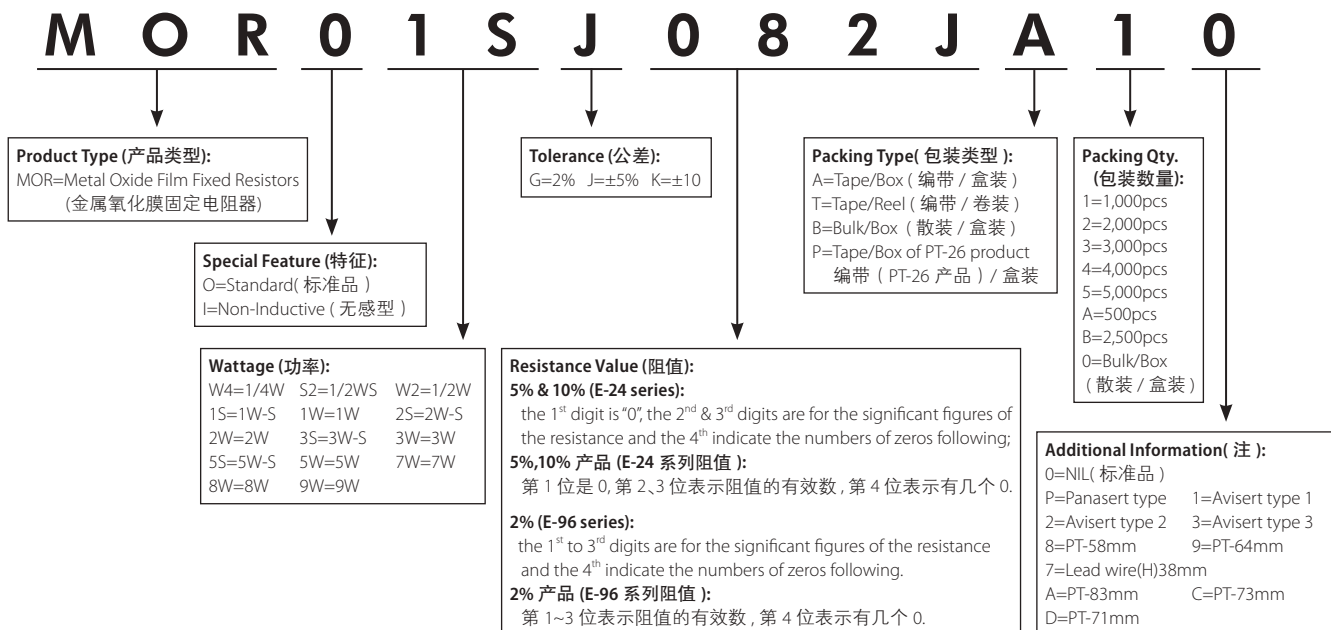 M O R 0 1 S J 0 8 2 J A 1 0
Product Type (产品类型):
MOR=Metal Oxide Film Fixed Resistors
(金属氧化膜固定电阻器)
Special Feature (特征):
O=Standard( 标准品 )
I=Non-Inductive ( 无感型 )
Wattage (功率):
W4=1/4W S2=1/2WS W2=1/2W
1S=1W-S 1W=1W 2S=2W-S
2W=2W 3S=3W-S 3W=3W
5S=5W-S 5W=5W 7W=7W
8W=8W 9W=9W
Tolerance (公差):
G=2% J=±5% K=±10
Resistance Value (阻值):
5% & 10% (E-24 series):
the 1st digit is "0", the 2nd & 3rd digits are for the significant figures of
the resistance and the 4th indicate the numbers of zeros following;
5%,10% 产品 (E-24 系列阻值 ):
第 1 位是 0, 第 2、3 位表示阻值的有效数 , 第 4 位表示有几个 0.
2% (E-96 series):
the 1st to 3rd digits are for the significant figures of the resistance
and the 4th indicate the numbers of zeros following.
2% 产品 (E-96 系列阻值 ):
第 1~3 位表示阻值的有效数 , 第 4 位表示有几个 0.
Packing Type( 包装类型 ):
A=Tape/Box ( 编带 / 盒装 )
T=Tape/Reel ( 编带 / 卷装 )
B=Bulk/Box ( 散装 / 盒装 )
P=Tape/Box of PT-26 product
编带 ( PT-26 产品 ) / 盒装
Packing Qty.
(包装数量):
1=1,000pcs
2=2,000pcs
3=3,000pcs
4=4,000pcs
5=5,000pcs
A=500pcs
B=2,500pcs
0=Bulk/Box
( 散装 / 盒装 )
Additional Information( 注 ):
0=NIL( 标准品 )
P=Panasert type 1=Avisert type 1
2=Avisert type 2 3=Avisert type 3
8=PT-58mm 9=PT-64mm
7=Lead wire(H)38mm
A=PT-83mm C=PT-73mm
D=PT-71mm